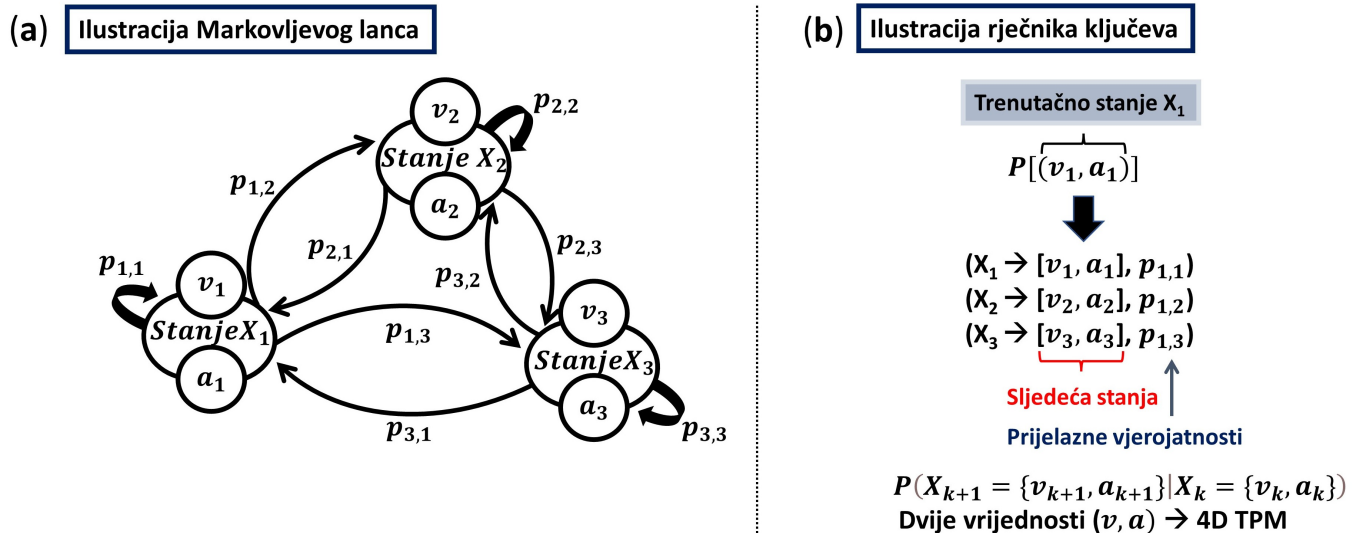 (a) Ilustracija Markovljevog lanca
v₂
p₂,₂
Stanje X₂
a₂
p₁,₂
p₂,₁
p₂,₃
p₃,₂
p₁,₁
v₁
StanjeX₁
a₁
p₁,₃
v₃
StanjeX₃
a₃
p₃,₁
p₃,₃
(b) Ilustracija rječnika ključeva
Trenutačno stanje X₁
P[(v₁, a₁)]
(X₁ → [v₁, a₁], p₁,₁)
(X₂ → [v₂, a₂], p₁,₂)
(X₃ → [v₃, a₃], p₁,₃)
Sljedeća stanja
Prijelazne vjerojatnosti
P(Xₖ₊₁ = {vₖ₊₁, aₖ₊₁}|Xₖ = {vₖ, aₖ})
Dvije vrijednosti (v, a) → 4D TPM